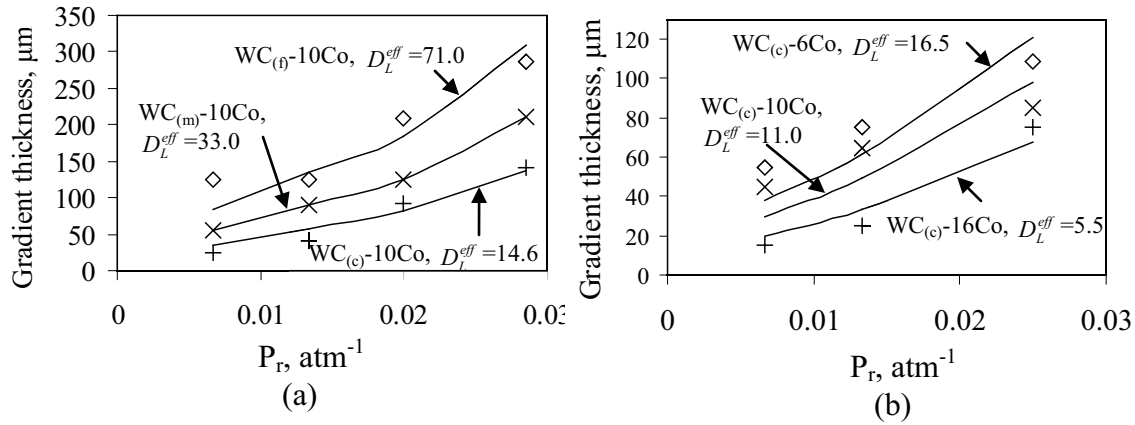 350
300
250
200
150
100
50
0
Gradient thickness, μm
WC(f)-10Co, D_L^eff =71.0
WC(m)-10Co,
D_L^eff =33.0
WC(c)-10Co, D_L^eff =14.6
0 0.01 0.02 0.03
Pr, atm-1
(a)
120
100
80
60
40
20
0
Gradient thickness, μm
WC(c)-6Co, D_L^eff =16.5
WC(c)-10Co,
D_L^eff =11.0
WC(c)-16Co, D_L^eff =5.5
0 0.01 0.02 0.03
Pr, atm-1
(b)